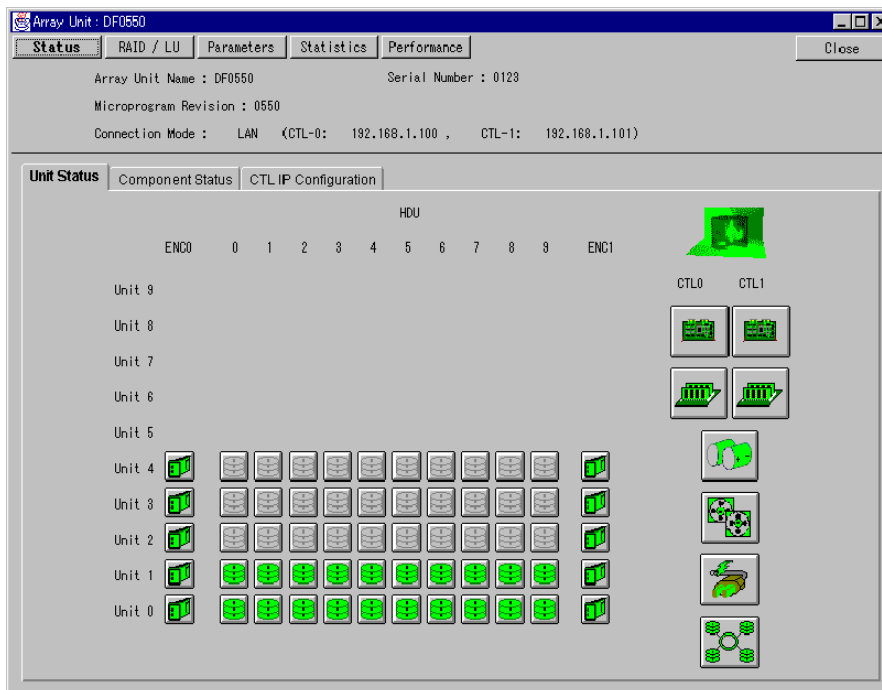 Array Unit : DF0550
Status RAID / LU Parameters Statistics Performance Close
Array Unit Name : DF0550 Serial Number : 0123
Microprogram Revision : 0550
Connection Mode : LAN (CTL-0: 192.168.1.100 , CTL-1: 192.168.1.101)
Unit Status Component Status CTL IP Configuration
HDU
ENC0 0 1 2 3 4 5 6 7 8 9 ENC1
CTL0 CTL1
Unit 9
Unit 8
Unit 7
Unit 6
Unit 5
Unit 4
Unit 3
Unit 2
Unit 1
Unit 0